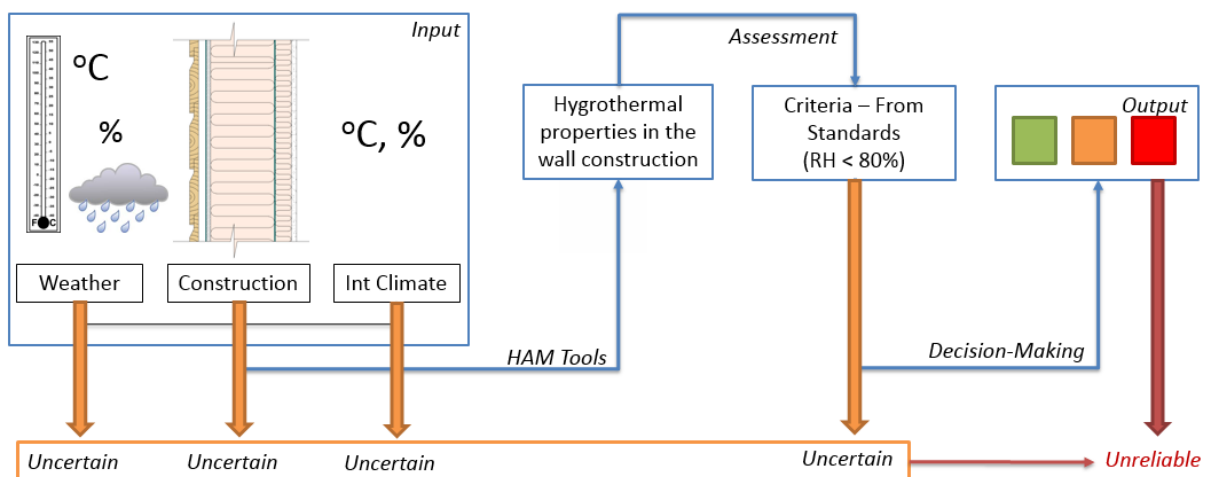 Input
°C
%
°C, %
F C
Weather
Construction
Int Climate
HAM Tools
Hygrothermal
properties in the
wall construction
Assessment
Criteria – From
Standards
(RH < 80%)
Decision-Making
Output
Uncertain
Uncertain
Uncertain
Uncertain
Unreliable